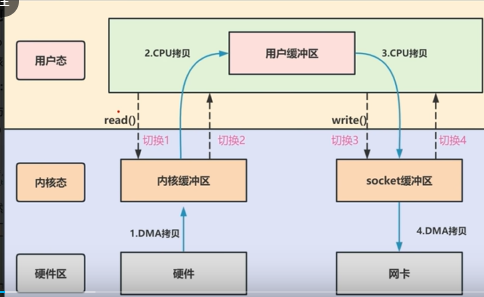 用户态
2.CPU拷贝
用户缓冲区
3.CPU拷贝
read()
切换1
切换2
write()
切换3
切换4
内核态
内核缓冲区
socket缓冲区
1.DMA拷贝
4.DMA拷贝
硬件区
硬件
网卡